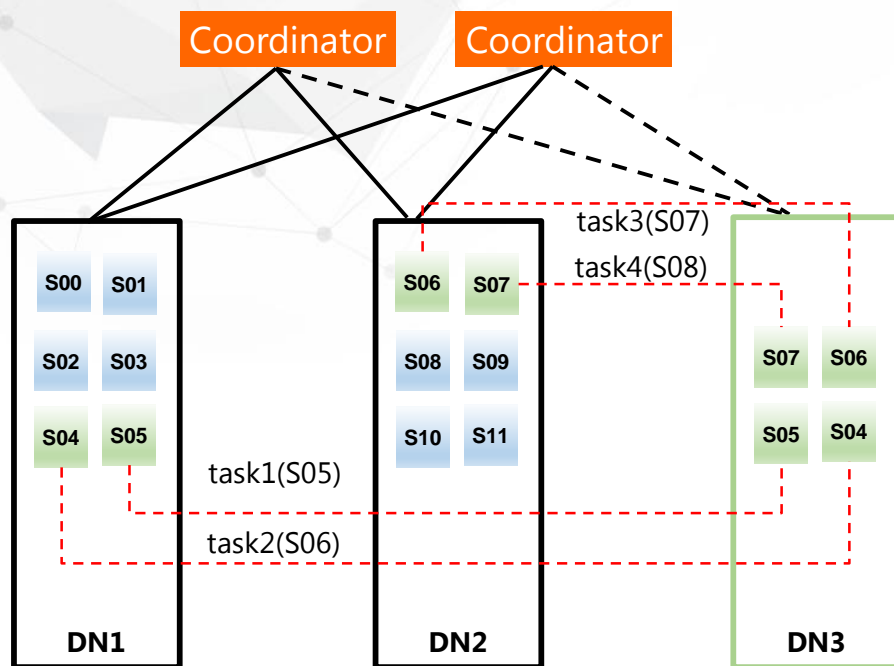 Coordinator Coordinator
task3(S07)
task4(S08)
S00 S01 S06 S07
S07 S06
S02 S03 S08 S09
S04 S05 S10 S11 S05 S04
task1(S05)
task2(S06)
DN1 DN2 DN3